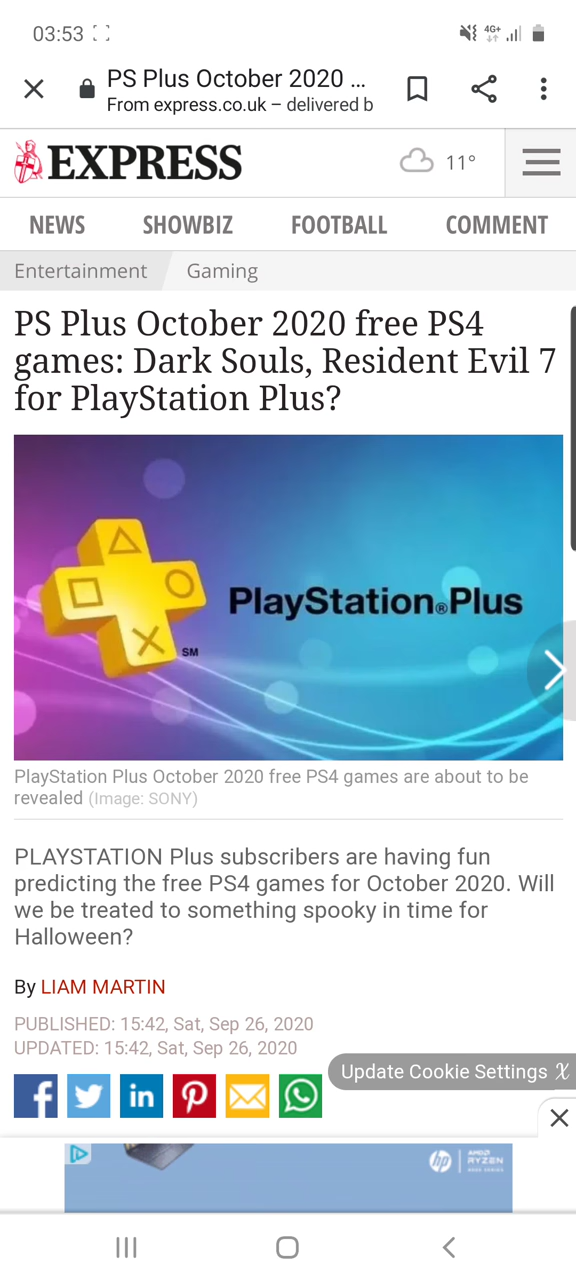 03:53
4G+
PS Plus October 2020 ...
From express.co.uk – delivered b
EXPRESS
11°
NEWS SHOWBIZ FOOTBALL COMMENT
Entertainment Gaming
PS Plus October 2020 free PS4
games: Dark Souls, Resident Evil 7
for PlayStation Plus?
PlayStation®Plus
SM
PlayStation Plus October 2020 free PS4 games are about to be
revealed (Image: SONY)
PLAYSTATION Plus subscribers are having fun
predicting the free PS4 games for October 2020. Will
we be treated to something spooky in time for
Halloween?
By LIAM MARTIN
PUBLISHED: 15:42, Sat, Sep 26, 2020
UPDATED: 15:42, Sat, Sep 26, 2020
Update Cookie Settings X
f in
hp AMD
RYZEN